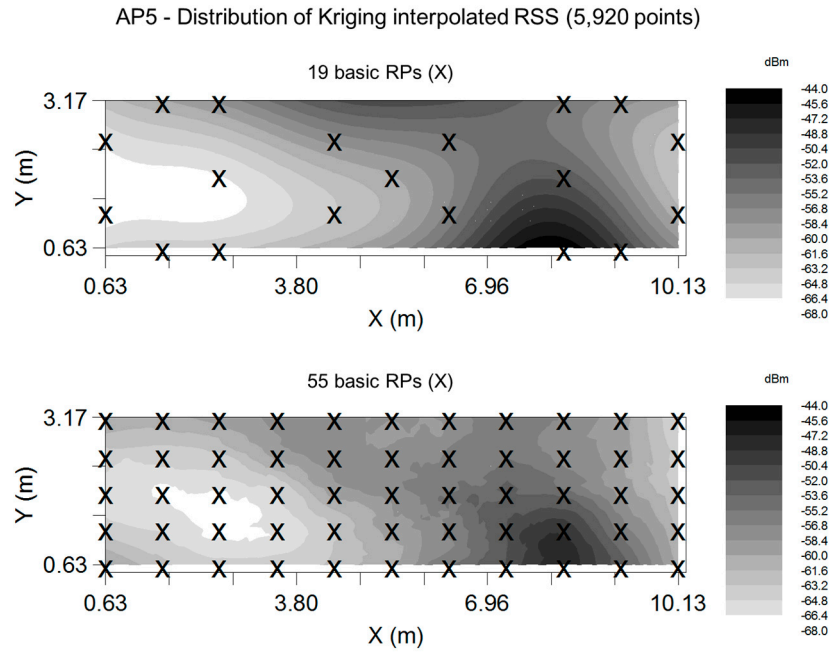 AP5 - Distribution of Kriging interpolated RSS (5,920 points)
19 basic RPs (X)
dBm
3.17
0.63
Y (m)
X X X X X
X X X X
X X X X
X X X X
X X X X
0.63 3.80 6.96 10.13
X (m)
-44.0
-45.6
-47.2
-48.8
-50.4
-52.0
-53.6
-55.2
-56.8
-58.4
-60.0
-61.6
-63.2
-64.8
-66.4
-68.0
55 basic RPs (X)
dBm
3.17
0.63
Y (m)
X X X X X X X X X X X
X X X X X X X X X X X
X X X X X X X X X X X
X X X X X X X X X X X
X X X X X X X X X X X
0.63 3.80 6.96 10.13
X (m)
-44.0
-45.6
-47.2
-48.8
-50.4
-52.0
-53.6
-55.2
-56.8
-58.4
-60.0
-61.6
-63.2
-64.8
-66.4
-68.0